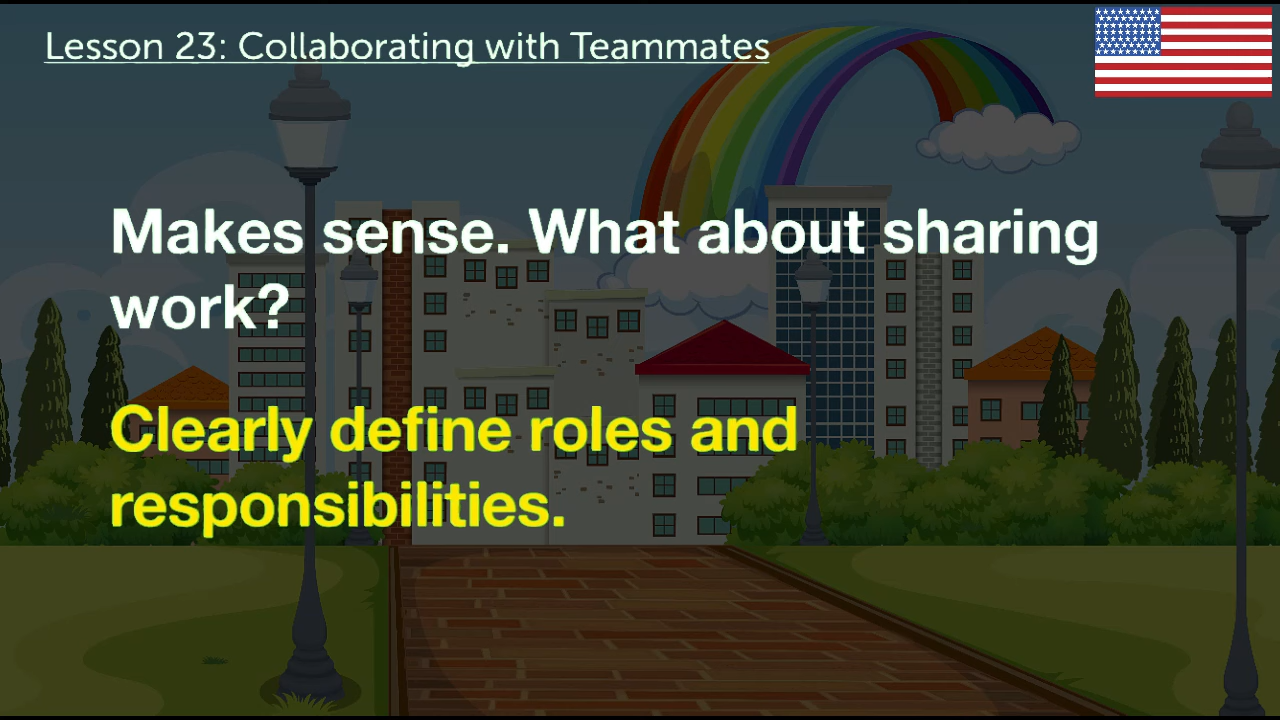 Lesson 23: Collaborating with Teammates
Makes sense. What about sharing
work?
Clearly define roles and
responsibilities.